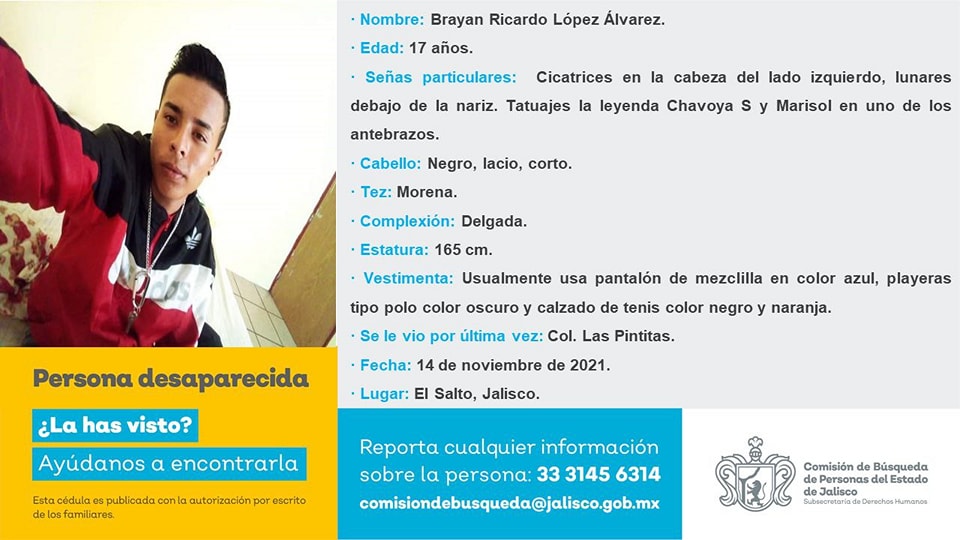 · Nombre: Brayan Ricardo López Álvarez.
· Edad: 17 años.
· Señas particulares: Cicatrices en la cabeza del lado izquierdo, lunares
debajo de la nariz. Tatuajes la leyenda Chavoya S y Marisol en uno de los
antebrazos.
· Cabello: Negro, lacio, corto.
· Tez: Morena.
· Complexión: Delgada.
· Estatura: 165 cm.
· Vestimenta: Usualmente usa pantalón de mezclilla en color azul, playeras
tipo polo color oscuro y calzado de tenis color negro y naranja.
· Se le vio por última vez: Col. Las Pintitas.
· Fecha: 14 de noviembre de 2021.
· Lugar: El Salto, Jalisco.
adidas
Persona desaparecida
¿La has visto?
Ayúdanos a encontrarla
Esta cédula es publicada con la autorización por escrito
de los familiares.
Reporta cualquier información
sobre la persona: 33 3145 6314
comisiondebusqueda@jalisco.gob.mx
Comisión de Búsqueda
de Personas del Estado
de Jalisco
Subsecretaría de Derechos Humanos